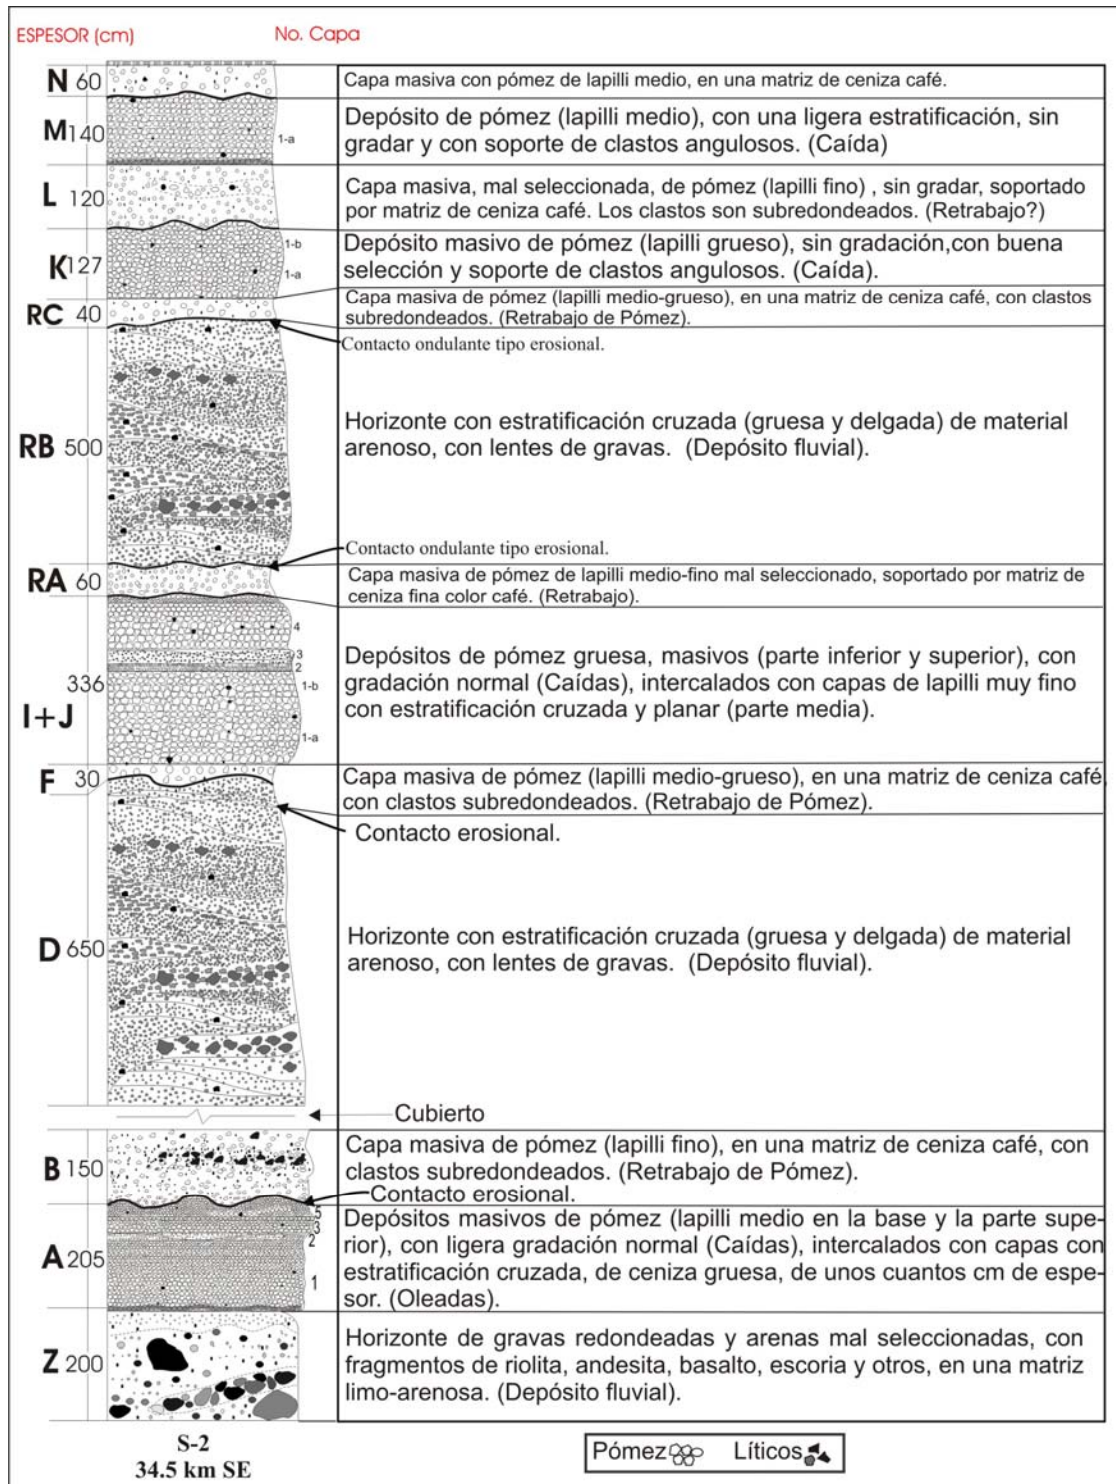 ESPESOR (cm) No. Capa
N 60
Capa masiva con pómez de lapilli medio, en una matriz de ceniza café.
M 140
1-a
Depósito de pómez (lapilli medio), con una ligera estratificación, sin
gradar y con soporte de clastos angulosos. (Caída)
L 120
Capa masiva, mal seleccionada, de pómez (lapilli fino) , sin gradar, soportado
por matriz de ceniza café. Los clastos son subredondeados. (Retrabajo?)
K 127
1-b
1-a
Depósito masivo de pómez (lapilli grueso), sin gradación,con buena
selección y soporte de clastos angulosos. (Caída).
RC 40
Capa masiva de pómez (lapilli medio-grueso), en una matriz de ceniza café, con clastos
subredondeados. (Retrabajo de Pómez).
Contacto ondulante tipo erosional.
RB 500
Horizonte con estratificación cruzada (gruesa y delgada) de material
arenoso, con lentes de gravas. (Depósito fluvial).
Contacto ondulante tipo erosional.
RA 60
Capa masiva de pómez de lapilli medio-fino mal seleccionado, soportado por matriz de
ceniza fina color café. (Retrabajo).
I+J 336
4
3
2
1-b
1-a
Depósitos de pómez gruesa, masivos (parte inferior y superior), con
gradación normal (Caídas), intercalados con capas de lapilli muy fino
con estratificación cruzada y planar (parte media).
F 30
Capa masiva de pómez (lapilli medio-grueso), en una matriz de ceniza café,
con clastos subredondeados. (Retrabajo de Pómez).
Contacto erosional.
D 650
Horizonte con estratificación cruzada (gruesa y delgada) de material
arenoso, con lentes de gravas. (Depósito fluvial).
Cubierto
B 150
Capa masiva de pómez (lapilli fino), en una matriz de ceniza café, con
clastos subredondeados. (Retrabajo de Pómez).
Contacto erosional.
A 205
5
3
2
1
Depósitos masivos de pómez (lapilli medio en la base y la parte supe-
rior), con ligera gradación normal (Caídas), intercalados con capas con
estratificación cruzada, de ceniza gruesa, de unos cuantos cm de espe-
sor. (Oleadas).
Z 200
Horizonte de gravas redondeadas y arenas mal seleccionadas, con
fragmentos de riolita, andesita, basalto, escoria y otros, en una matriz
limo-arenosa. (Depósito fluvial).
S-2
34.5 km SE
Pómez Líticos